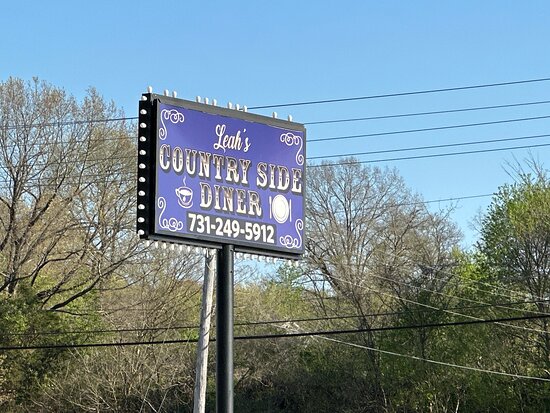 Leah's
COUNTRY SIDE
DINER
731-249-5912